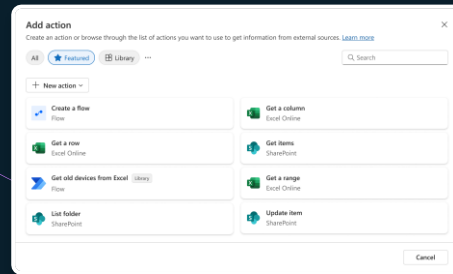 Add action
Create an action or browse through the list of actions you want to use to get information from external sources. Learn more
All Featured Library ...
Search
+ New action
Create a flow
Flow
Get a column
Excel Online
Get a row
Excel Online
Get items
SharePoint
Get old devices from Excel Library
Flow
Get a range
Excel Online
List folder
SharePoint
Update item
SharePoint
Cancel